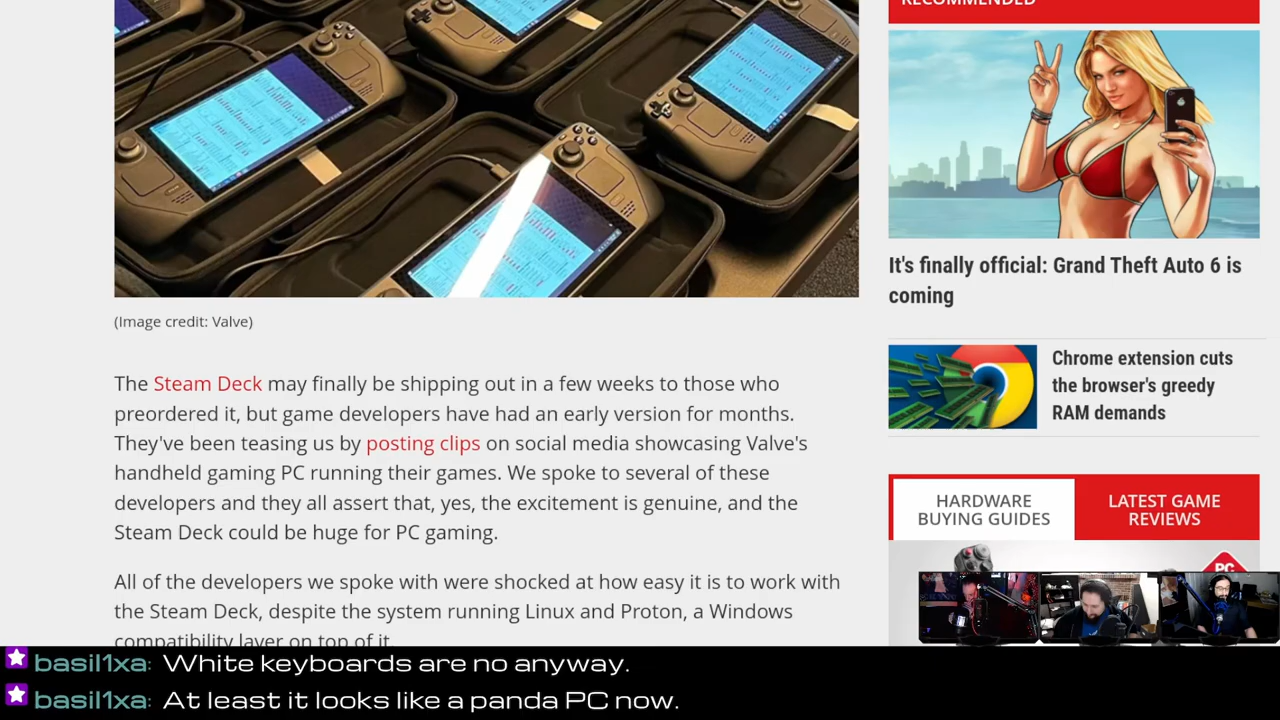 RECOMMENDED
(Image credit: Valve)
The Steam Deck may finally be shipping out in a few weeks to those who
preordered it, but game developers have had an early version for months.
They've been teasing us by posting clips on social media showcasing Valve's
handheld gaming PC running their games. We spoke to several of these
developers and they all assert that, yes, the excitement is genuine, and the
Steam Deck could be huge for PC gaming.
All of the developers we spoke with were shocked at how easy it is to work with
the Steam Deck, despite the system running Linux and Proton, a Windows
compatibility layer on top of it.
It's finally official: Grand Theft Auto 6 is
coming
Chrome extension cuts
the browser's greedy
RAM demands
HARDWARE
BUYING GUIDES
LATEST GAME
REVIEWS
PC
basil1xa: White keyboards are no anyway.
basil1xa: At least it looks like a panda PC now.